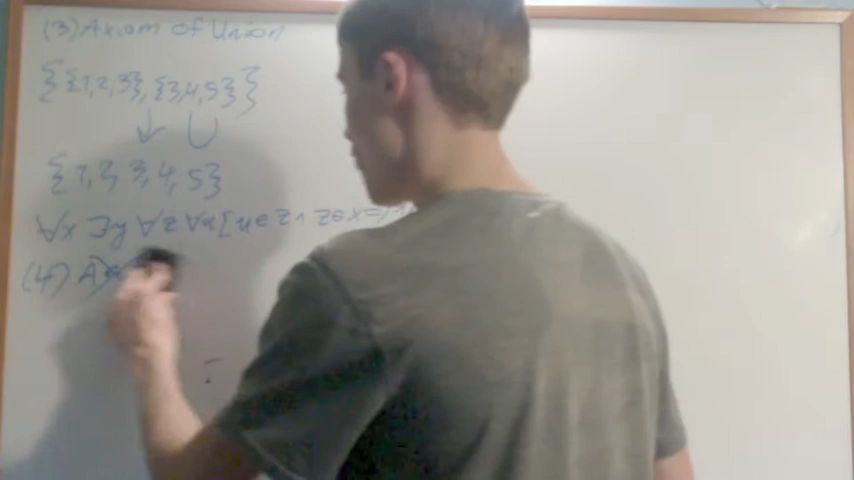 (3) Axiom of Union
{{1,2,3},{3,4,5}}
↓ ∪
{1,2,3,4,5}
∀x ∃y ∀z ∀u[u∈z∧z∈x⇒
(4)